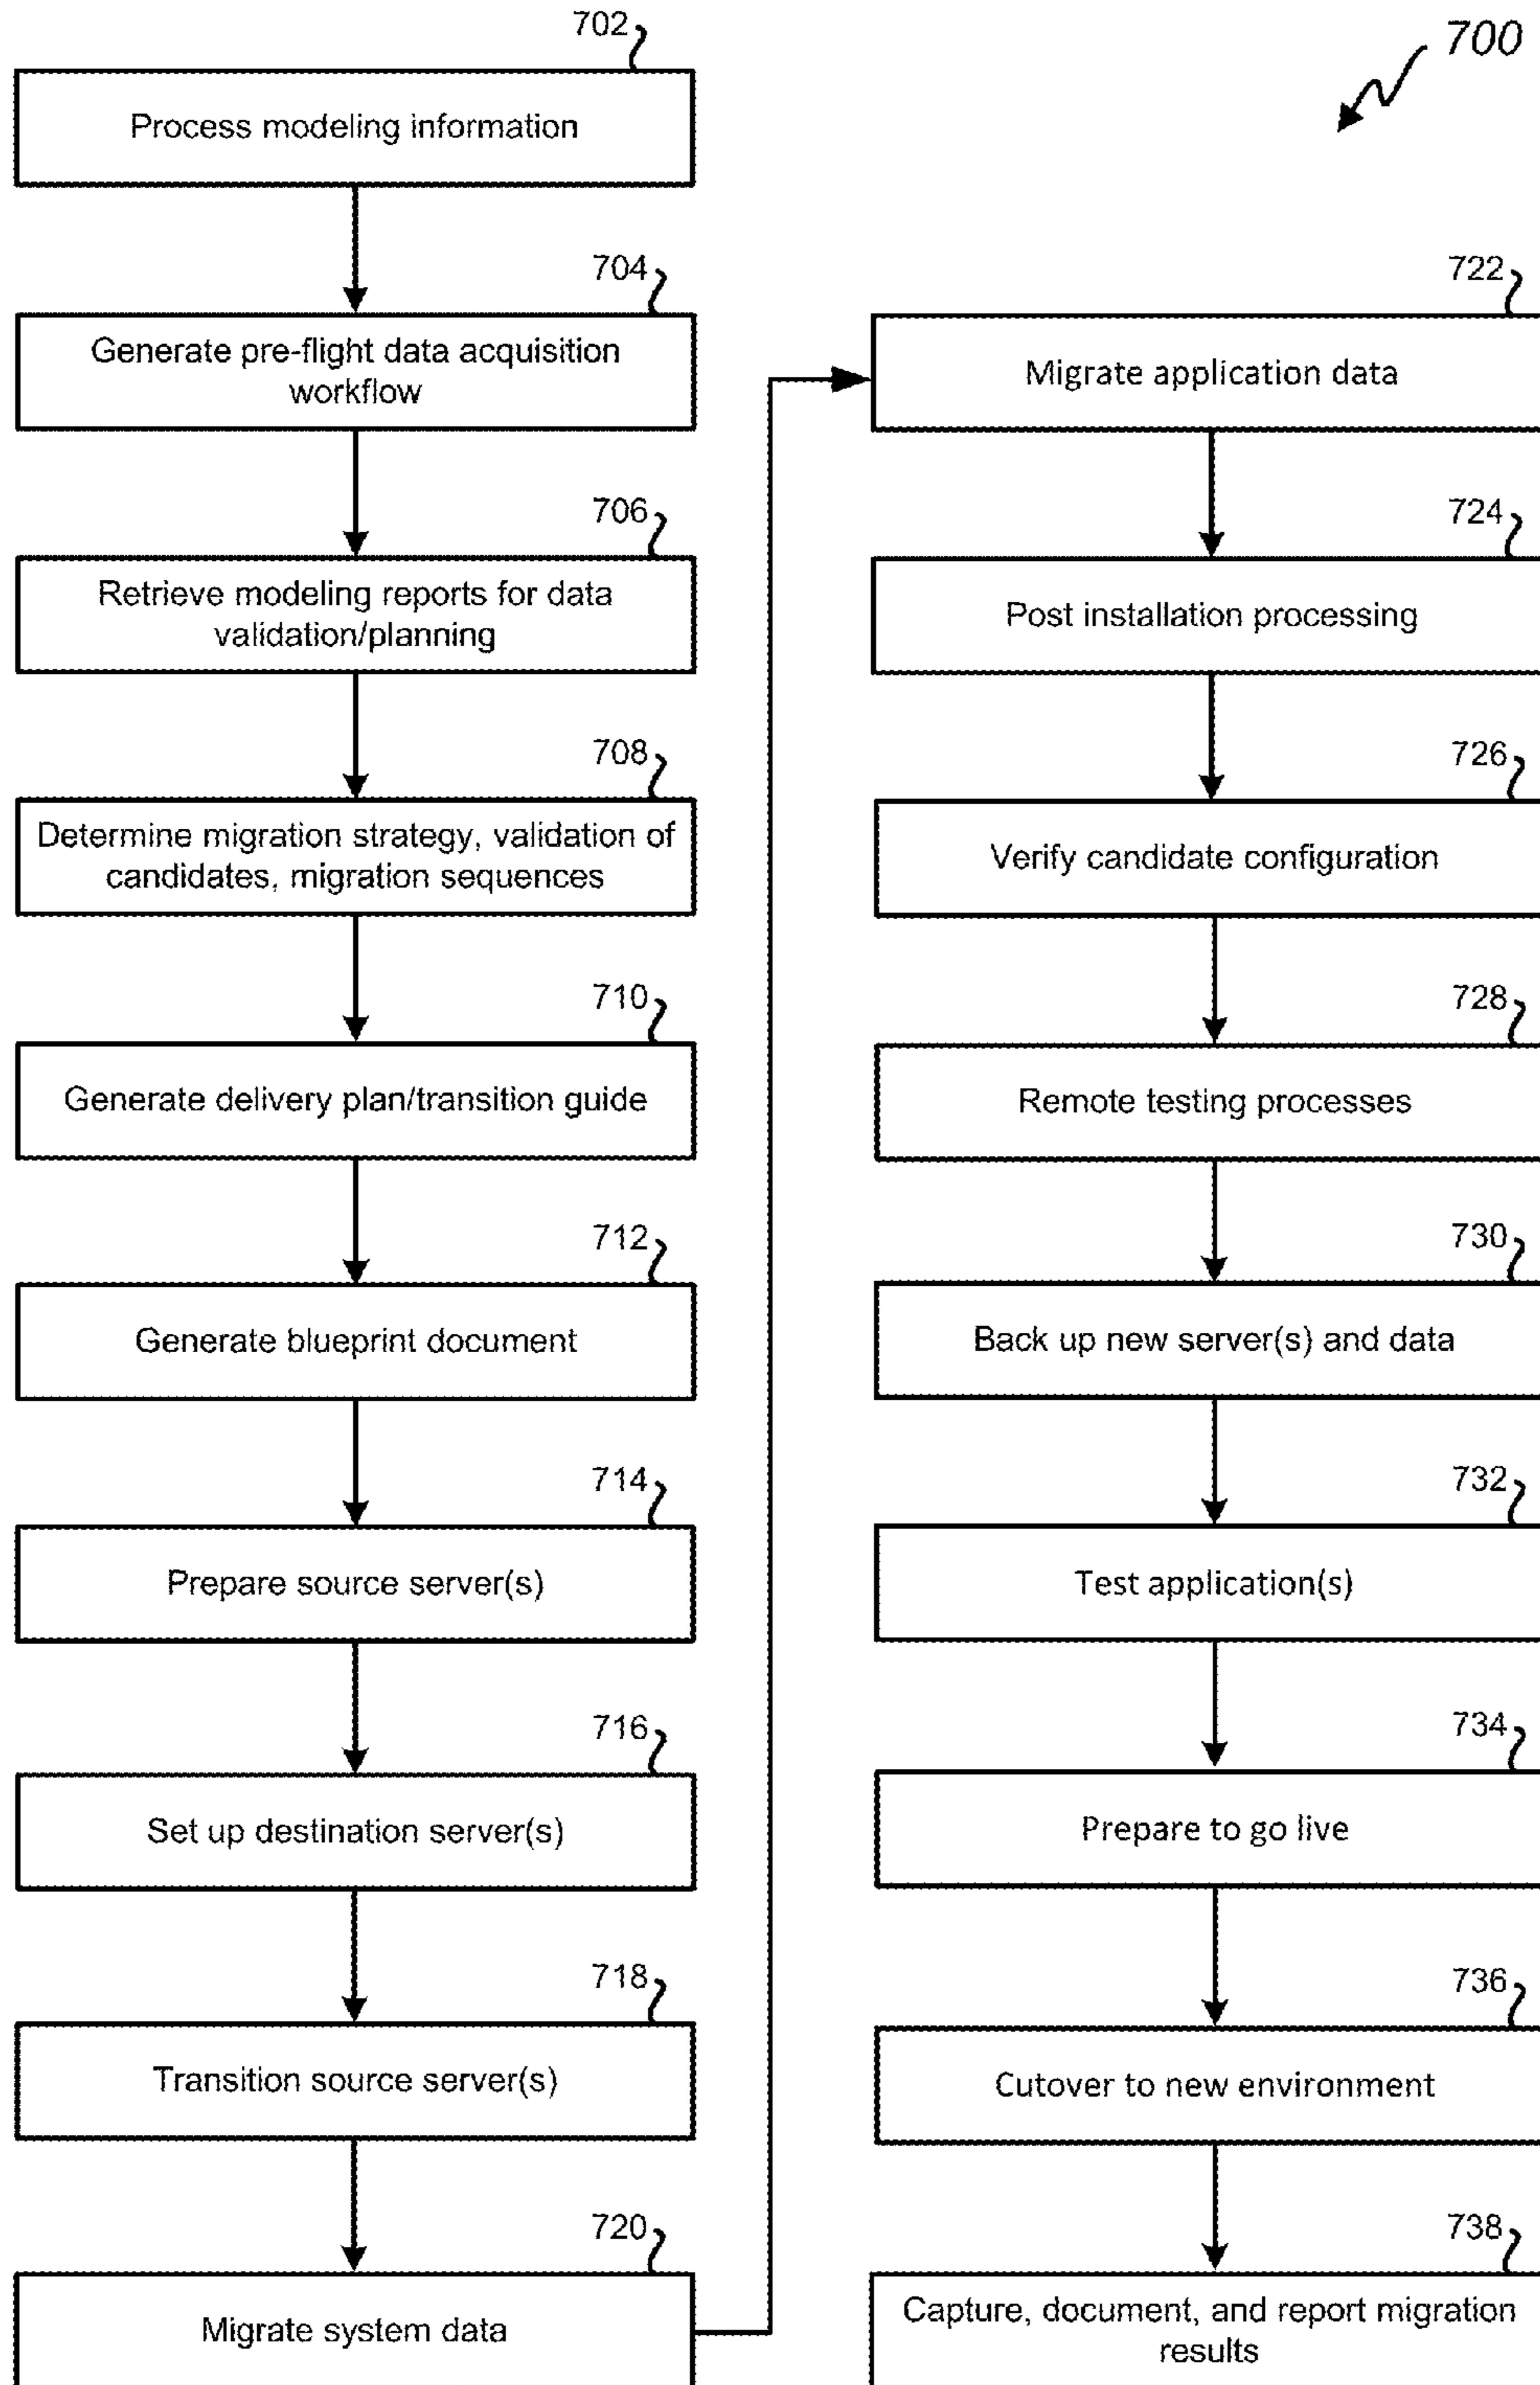 700
702
Process modeling information
704
Generate pre-flight data acquisition
workflow
706
Retrieve modeling reports for data
validation/planning
708
Determine migration strategy, validation of
candidates, migration sequences
710
Generate delivery plan/transition guide
712
Generate blueprint document
714
Prepare source server(s)
716
Set up destination server(s)
718
Transition source server(s)
720
Migrate system data
722
Migrate application data
724
Post installation processing
726
Verify candidate configuration
728
Remote testing processes
730
Back up new server(s) and data
732
Test application(s)
734
Prepare to go live
736
Cutover to new environment
738
Capture, document, and report migration
results